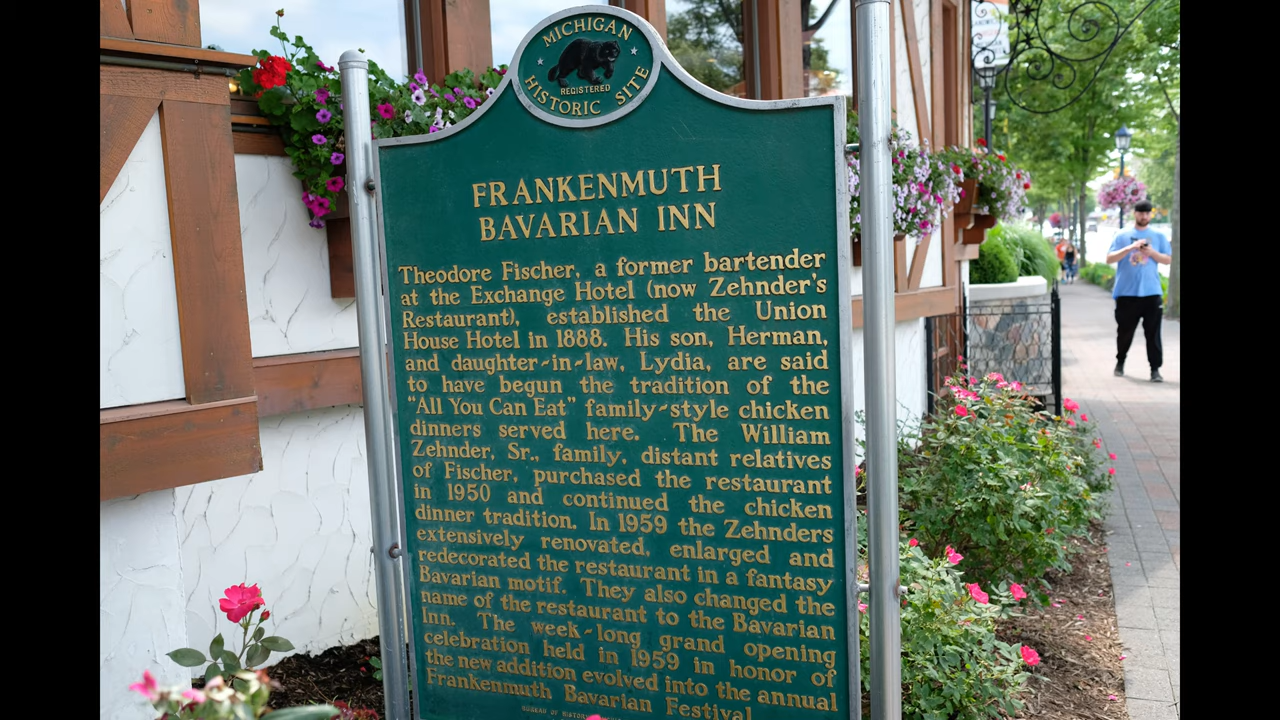 MICHIGAN
REGISTERED
HISTORIC SITE
FRANKENMUTH
BAVARIAN INN
Theodore Fischer, a former bartender
at the Exchange Hotel (now Zehnder's
Restaurant), established the Union
House Hotel in 1888. His son, Herman,
and daughter-in-law, Lydia, are said
to have begun the tradition of the
"All You Can Eat" family-style chicken
dinners served here. The William
Zehnder, Sr., family, distant relatives
of Fischer, purchased the restaurant
in 1950 and continued the chicken
dinner tradition. In 1959 the Zehnders
extensively renovated, enlarged and
redecorated the restaurant in a fantasy
Bavarian motif. They also changed the
name of the restaurant to the Bavarian
Inn. The week-long grand opening
celebration held in 1959 in honor of
the new addition evolved into the annual
Frankenmuth Bavarian Festival
BUREAU OF